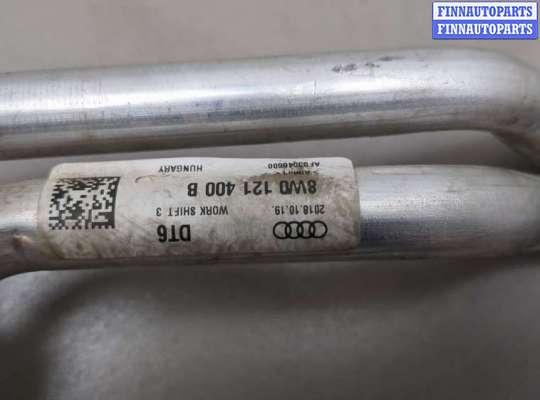 FINNAUTOPARTS
FINNAUTOPARTS
DT6
2018.10.19.
WORK SHIFT 3
8W0 121 400 B
HUNGARY